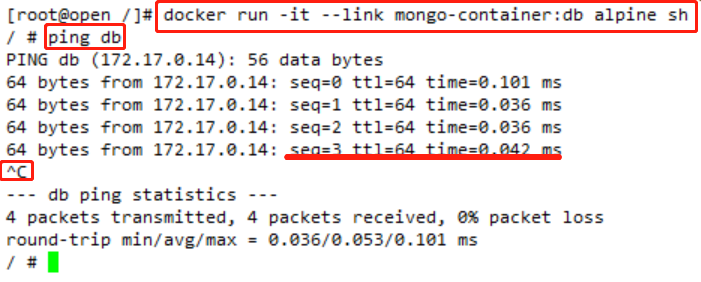 [root@open /]# docker run -it --link mongo-container:db alpine sh
/ # ping db
PING db (172.17.0.14): 56 data bytes
64 bytes from 172.17.0.14: seq=0 ttl=64 time=0.101 ms
64 bytes from 172.17.0.14: seq=1 ttl=64 time=0.036 ms
64 bytes from 172.17.0.14: seq=2 ttl=64 time=0.036 ms
64 bytes from 172.17.0.14: seq=3 ttl=64 time=0.042 ms
^C
--- db ping statistics ---
4 packets transmitted, 4 packets received, 0% packet loss
round-trip min/avg/max = 0.036/0.053/0.101 ms
/ #